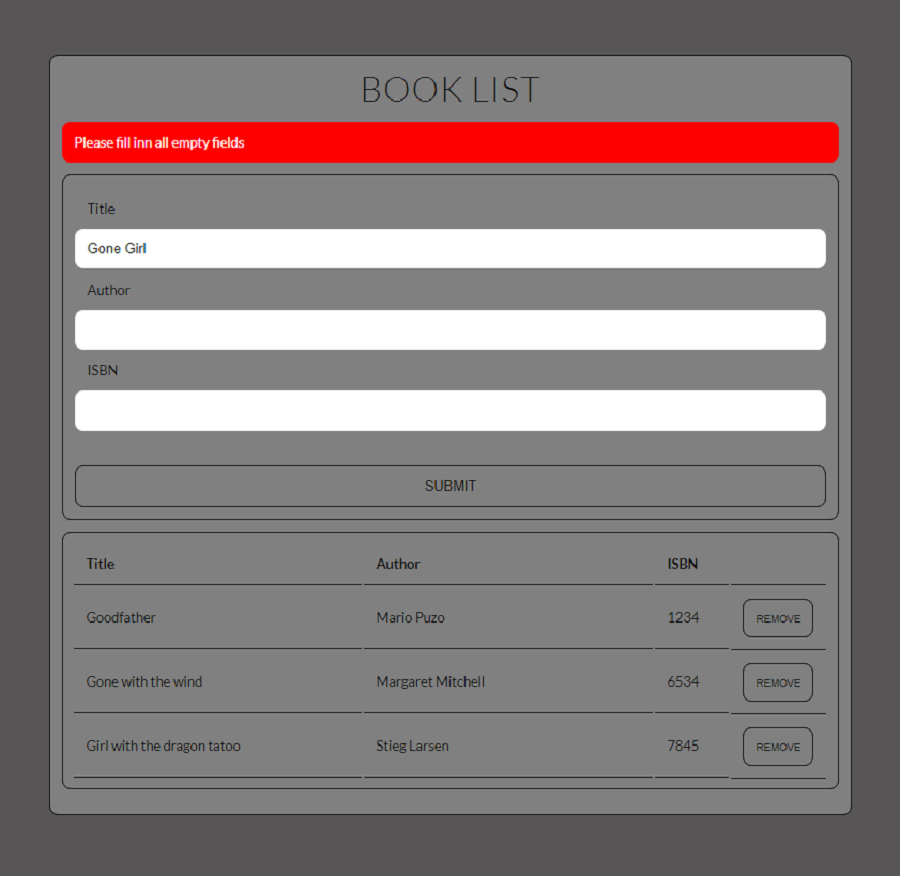 BOOK LIST
Please fill inn all empty fields
Title
Gone Girl
Author
ISBN
SUBMIT
Title Author ISBN
Goodfather Mario Puzo 1234 REMOVE
Gone with the wind Margaret Mitchell 6534 REMOVE
Girl with the dragon tatoo Stieg Larsen 7845 REMOVE